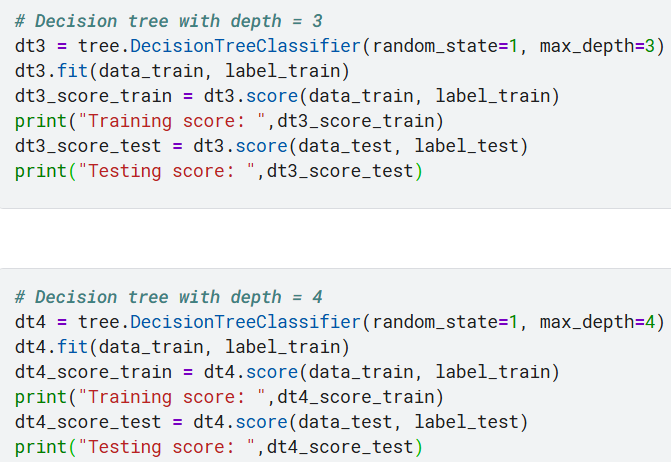 # Decision tree with depth = 3
dt3 = tree.DecisionTreeClassifier(random_state=1, max_depth=3)
dt3.fit(data_train, label_train)
dt3_score_train = dt3.score(data_train, label_train)
print("Training score: ",dt3_score_train)
dt3_score_test = dt3.score(data_test, label_test)
print("Testing score: ",dt3_score_test)
# Decision tree with depth = 4
dt4 = tree.DecisionTreeClassifier(random_state=1, max_depth=4)
dt4.fit(data_train, label_train)
dt4_score_train = dt4.score(data_train, label_train)
print("Training score: ",dt4_score_train)
dt4_score_test = dt4.score(data_test, label_test)
print("Testing score: ",dt4_score_test)